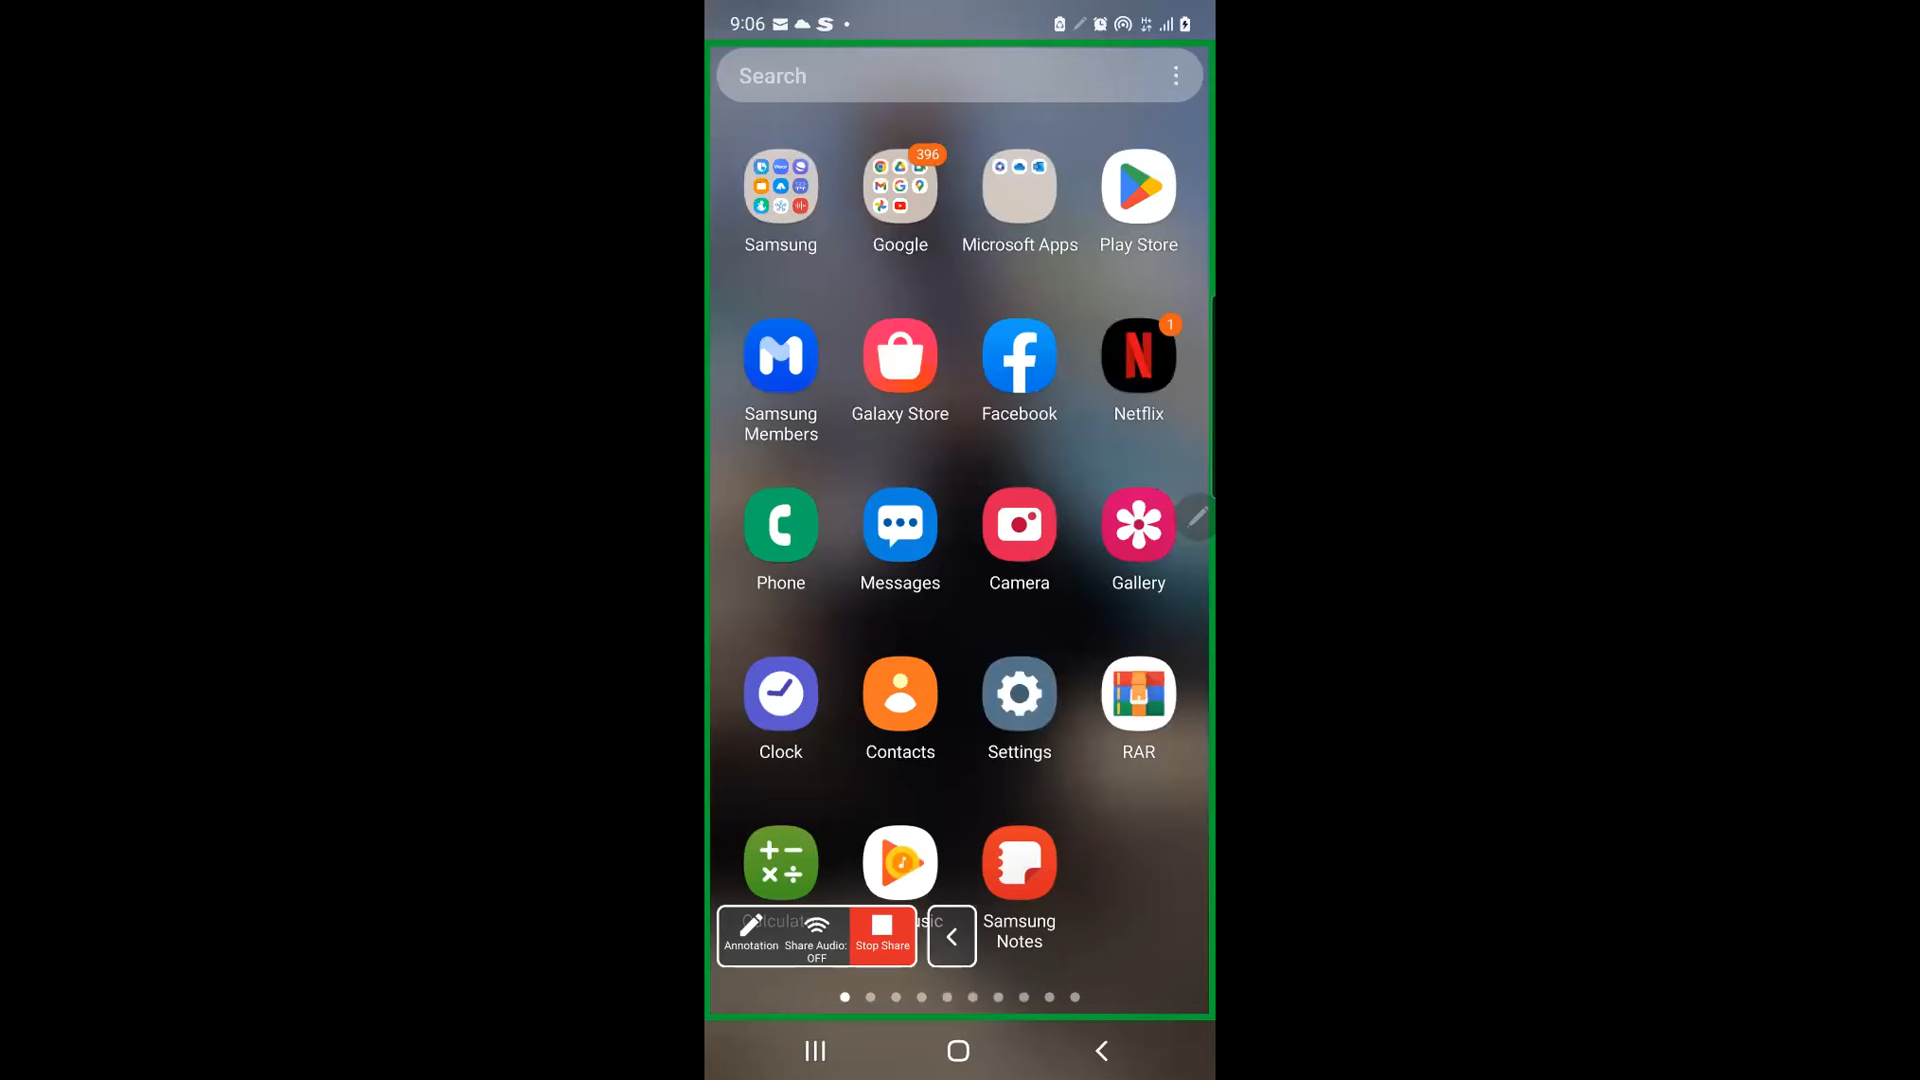 9:06
Search
396
Samsung
Google
Microsoft Apps
Play Store
1
Samsung
Members
Galaxy Store
Facebook
Netflix
Phone
Messages
Camera
Gallery
Clock
Contacts
Settings
RAR
Samsung
Notes
Annotation
Share Audio:
OFF
Stop Share